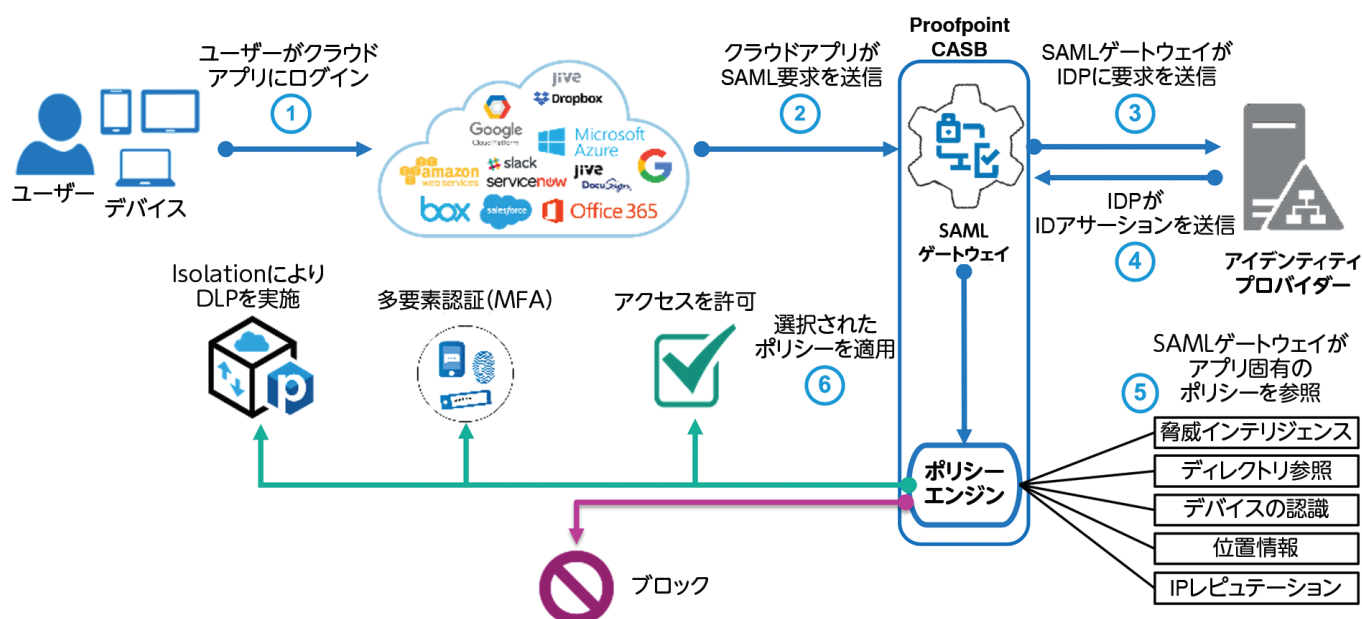 ユーザーがクラウド
アプリにログイン
1
ユーザー
デバイス
jive
Dropbox
Google
Cloud Platform
Microsoft
Azure
amazon
web services
slack
servicenow
jive
DocuSign
G
box
salesforce
Office 365
クラウドアプリが
SAML要求を送信
2
Proofpoint
CASB
SAML
ゲートウェイ
SAMLゲートウェイが
IDPに要求を送信
3
IDPが
IDアサーションを送信
4
アイデンティティ
プロバイダー
SAMLゲートウェイが
アプリ固有の
ポリシーを参照
5
脅威インテリジェンス
ディレクトリ参照
デバイスの認識
位置情報
IPレピュテーション
ポリシー
エンジン
選択された
ポリシーを適用
6
アクセスを許可
多要素認証(MFA)
Isolationにより
DLPを実施
p
ブロック